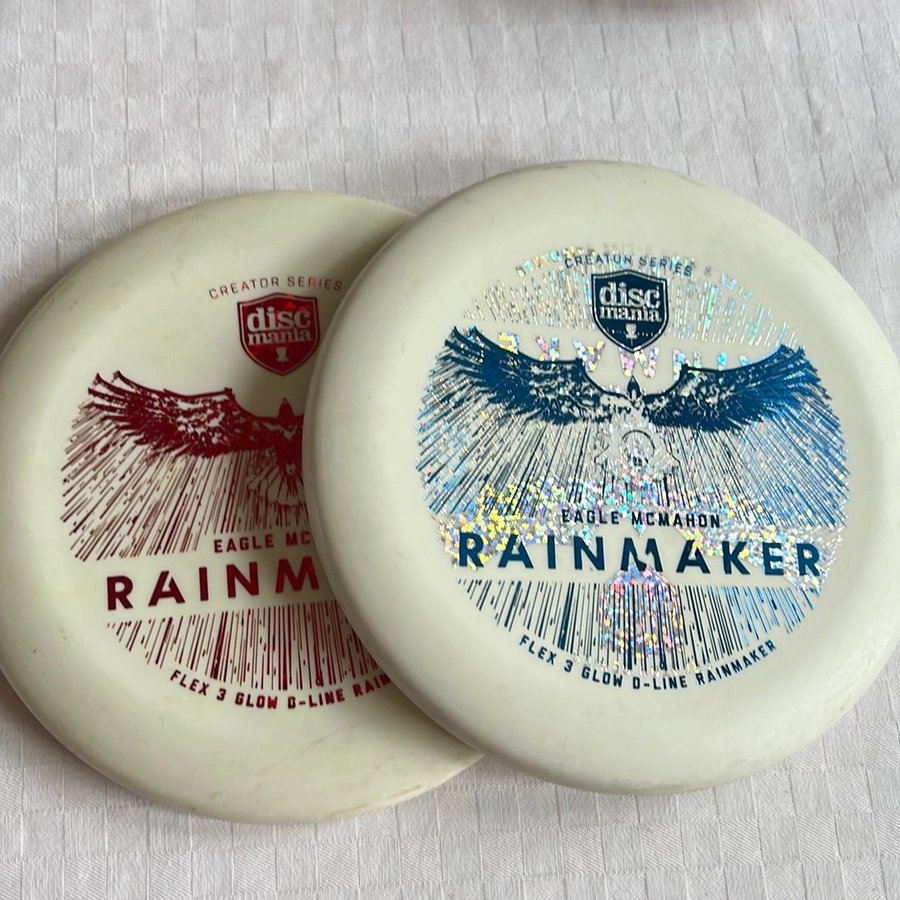 CREATOR SERIES
disc
mania
EAGLE MC
RAINM
FLEX 3 GLOW D-LINE RAIN
CREATOR SERIES
disc
mania
EAGLE MCMAHON
RAINMAKER
FLEX 3 GLOW D-LINE RAINMAKER